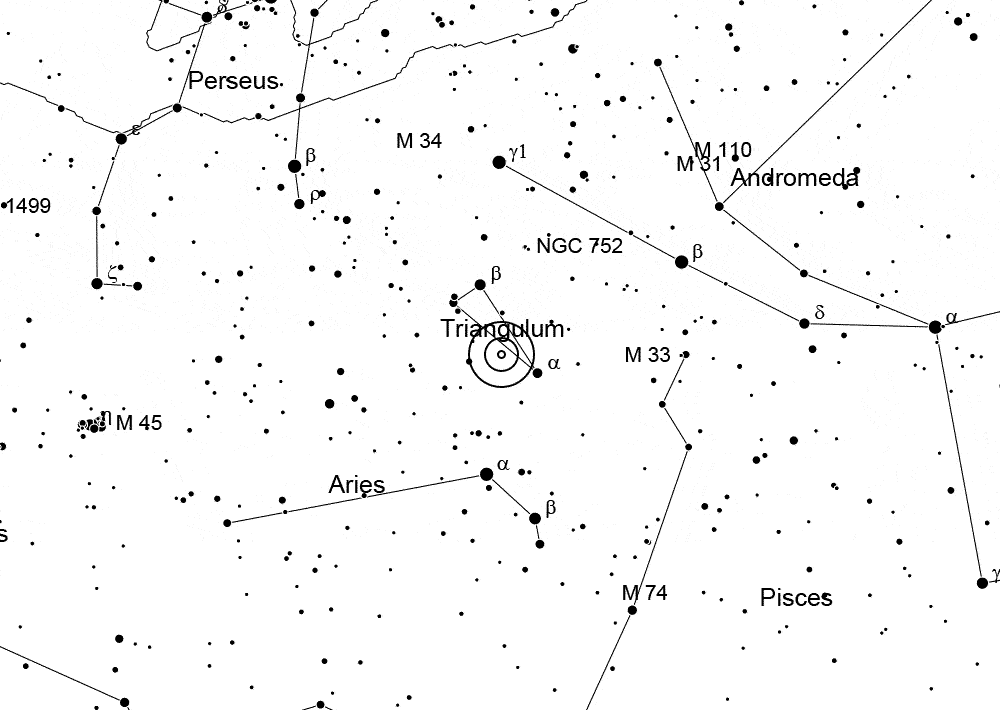 δ
Perseus
ε
M 34
γ1
M 110
M 31
Andromeda
β
ρ
1499
NGC 752
β
ζ
β
δ
α
Triangulum
M 33
α
η
M 45
α
Aries
β
s
γ
M 74
Pisces